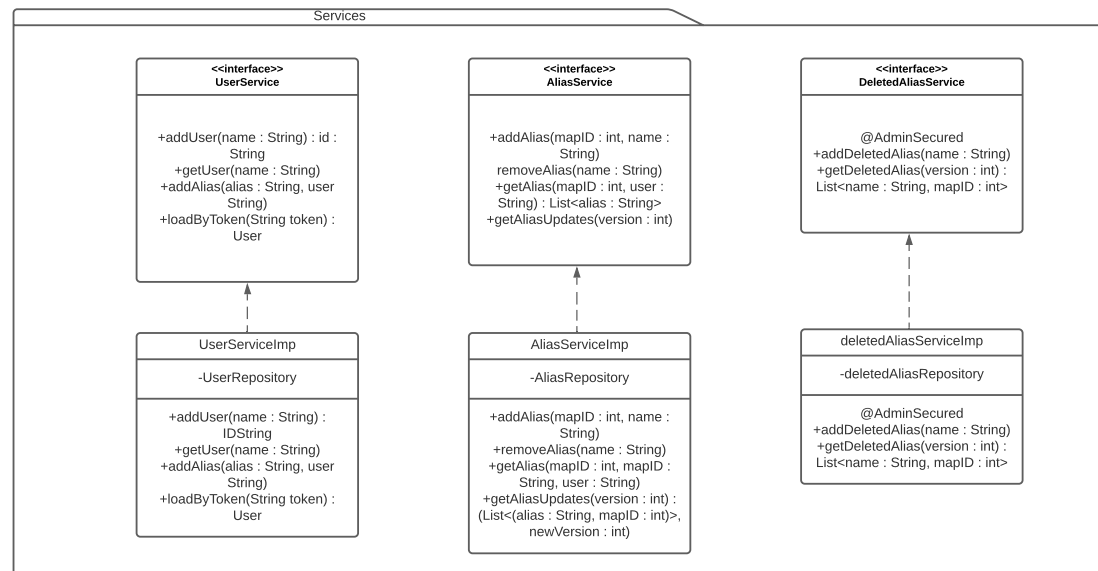 Services
<<interface>>
UserService
+addUser(name : String) : id :
String
+getUser(name : String)
+addAlias(alias : String, user
String)
+loadByToken(String token) :
User
<<interface>>
AliasService
+addAlias(mapID : int, name :
String)
removeAlias(name : String)
+getAlias(mapID : int, user :
String) : List<alias : String>
+getAliasUpdates(version : int)
<<interface>>
DeletedAliasService
@AdminSecured
+addDeletedAlias(name : String)
+getDeletedAlias(version : int) :
List<name : String, mapID : int>
UserServiceImp
-UserRepository
+addUser(name : String) :
IDString
+getUser(name : String)
+addAlias(alias : String, user
String)
+loadByToken(String token) :
User
AliasServiceImp
-AliasRepository
+addAlias(mapID : int, name :
String)
+removeAlias(name : String)
+getAlias(mapID : int, mapID :
String, user : String)
+getAliasUpdates(version : int) :
(List<(alias : String, mapID : int)>,
newVersion : int)
deletedAliasServiceImp
-deletedAliasRepository
@AdminSecured
+addDeletedAlias(name : String)
+getDeletedAlias(version : int) :
List<name : String, mapID : int>